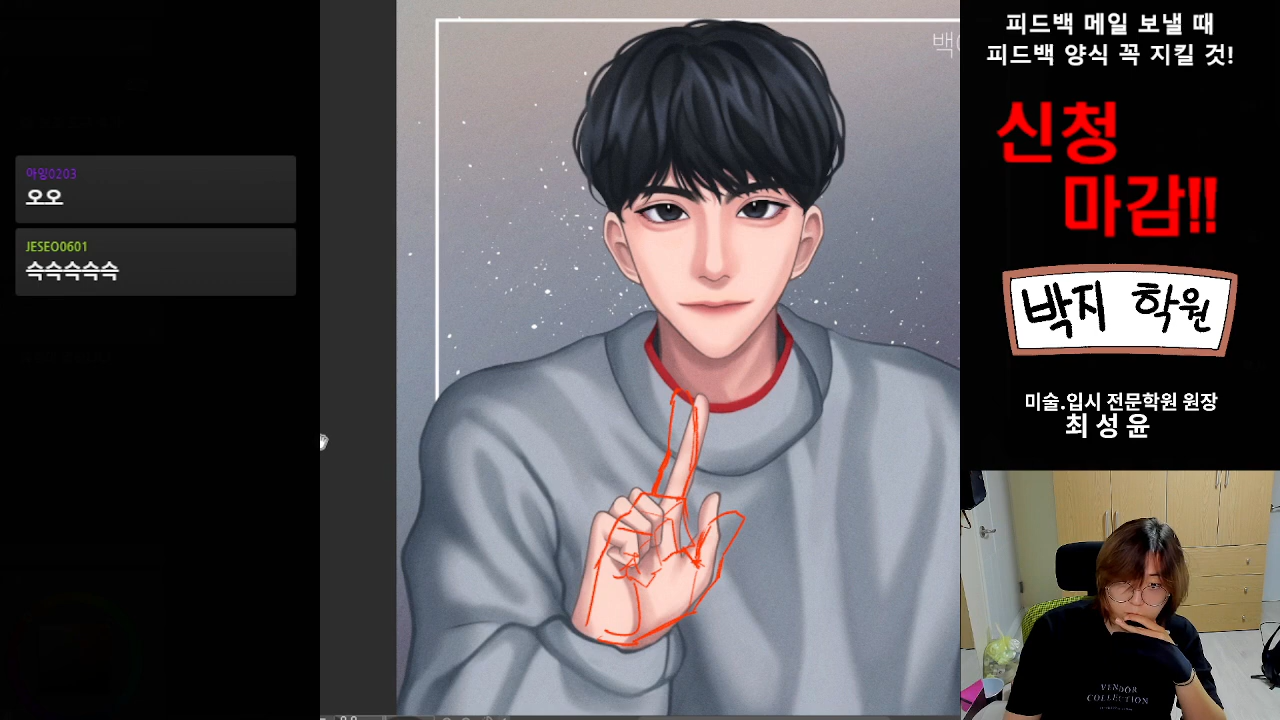 아잉0203
오오
JESEO0601
슥슥슥슥슥
백
피드백 메일 보낼 때
피드백 양식 꼭 지킬 것!
신청
마감!!
박지 학원
미술.입시 전문학원 원장
최성윤
VENDOR
COLLECTION